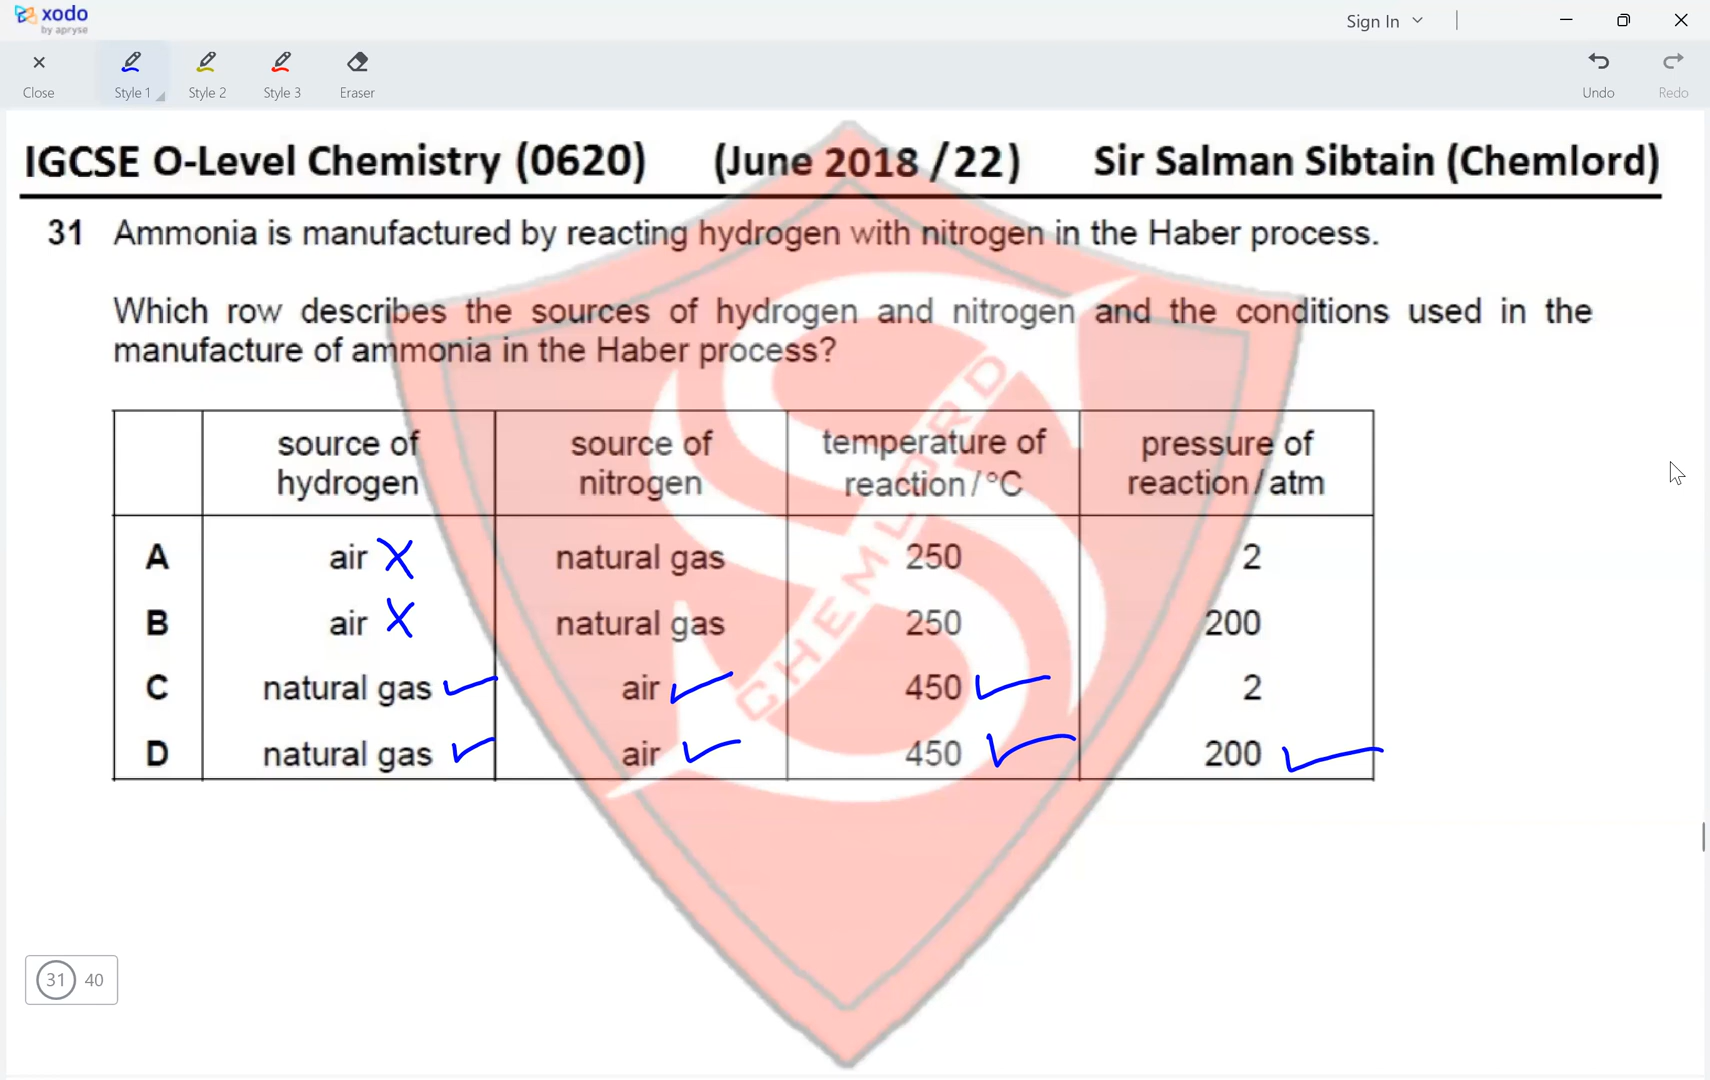 xodo
by apryse
Sign In
Close
Style 1
Style 2
Style 3
Eraser
Undo
Redo
IGCSE O-Level Chemistry (0620) (June 2018 /22) Sir Salman Sibtain (Chemlord)
31 Ammonia is manufactured by reacting hydrogen with nitrogen in the Haber process.
Which row describes the sources of hydrogen and nitrogen and the conditions used in the
manufacture of ammonia in the Haber process?
source of hydrogen source of nitrogen temperature of reaction/°C pressure of reaction/atm
A air natural gas 250 2
B air natural gas 250 200
C natural gas air 450 2
D natural gas air 450 200
CHEMLORD
31 40